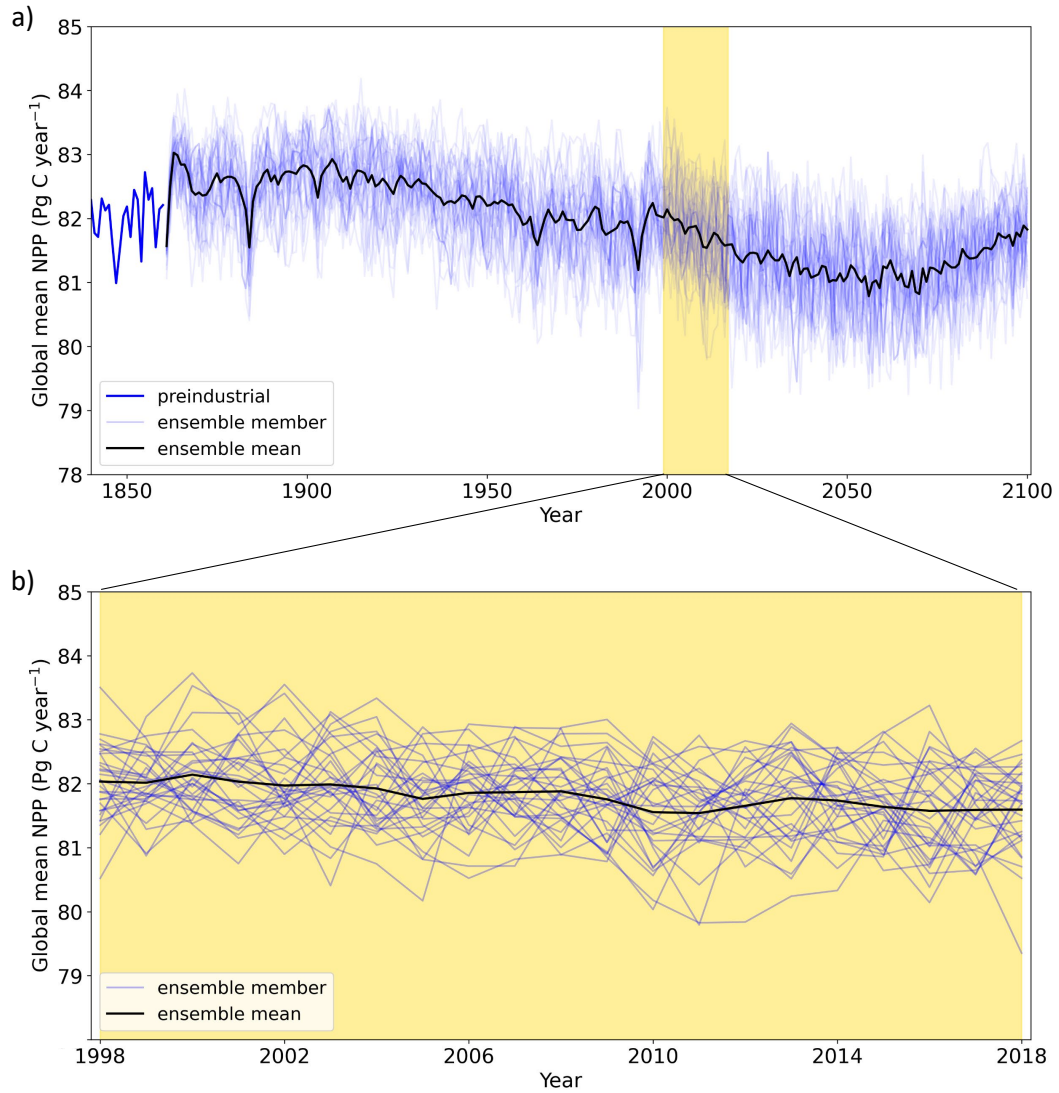 a)
85
84
83
82
81
80
79
78
Global mean NPP (Pg C year⁻¹)
preindustrial
ensemble member
ensemble mean
1850 1900 1950 2000 2050 2100
Year
b)
85
84
83
82
81
80
79
Global mean NPP (Pg C year⁻¹)
ensemble member
ensemble mean
1998 2002 2006 2010 2014 2018
Year